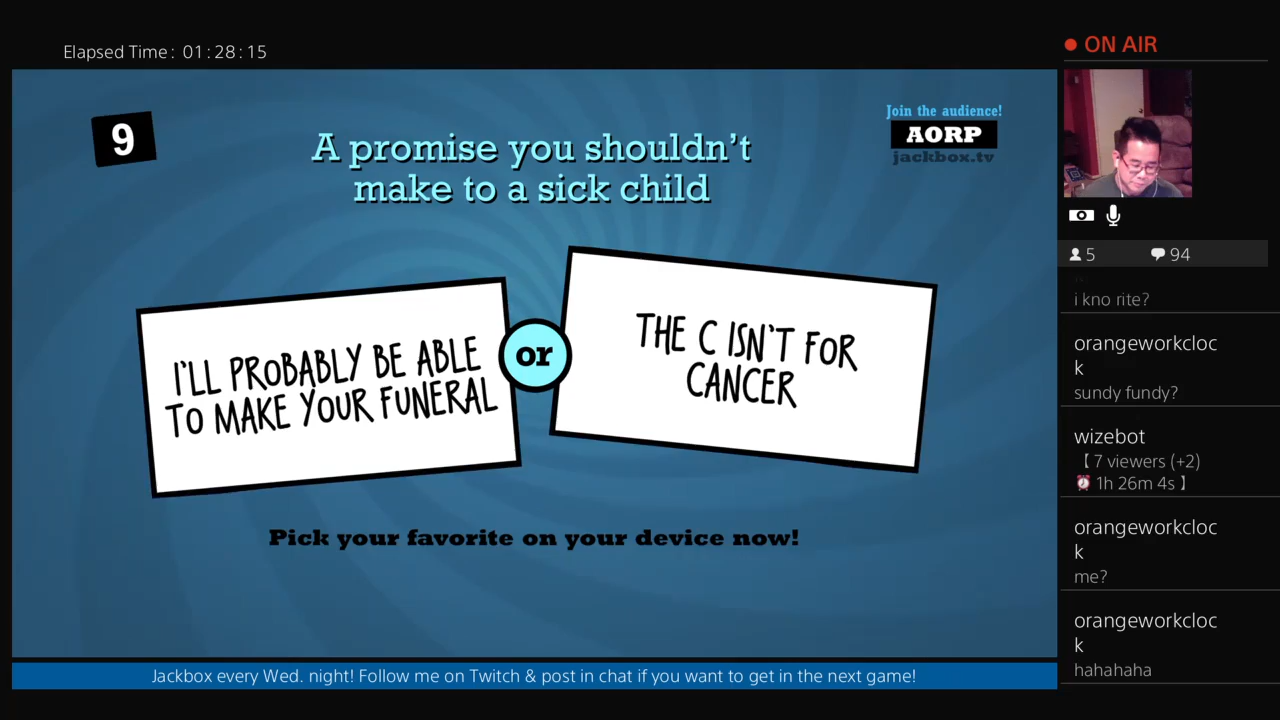 Elapsed Time: 01:28:15
ON AIR
9
A promise you shouldn't
make to a sick child
Join the audience!
AORP
jackbox.tv
I'LL PROBABLY BE ABLE
TO MAKE YOUR FUNERAL
or
THE C ISN'T FOR
CANCER
Pick your favorite on your device now!
Jackbox every Wed. night! Follow me on Twitch & post in chat if you want to get in the next game!
5 94
i kno rite?
orangeworkcloc
k
sundy fundy?
wizebot
【7 viewers (+2)
⏰ 1h 26m 4s】
orangeworkcloc
k
me?
orangeworkcloc
k
hahahaha